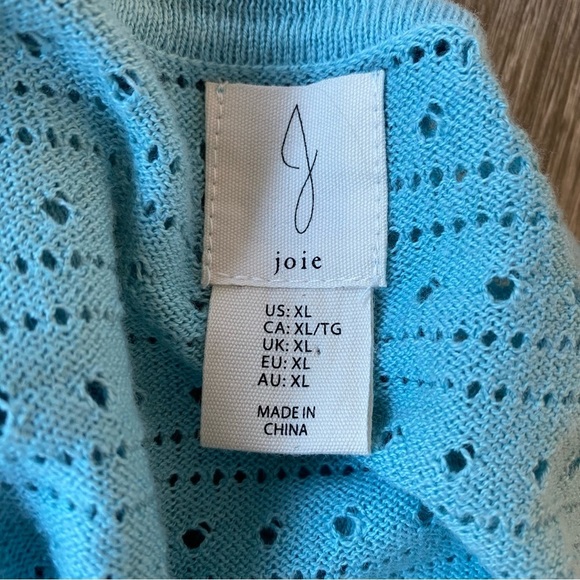 J
joie
US: XL
CA: XL/TG
UK: XL
EU: XL
AU: XL
MADE IN
CHINA